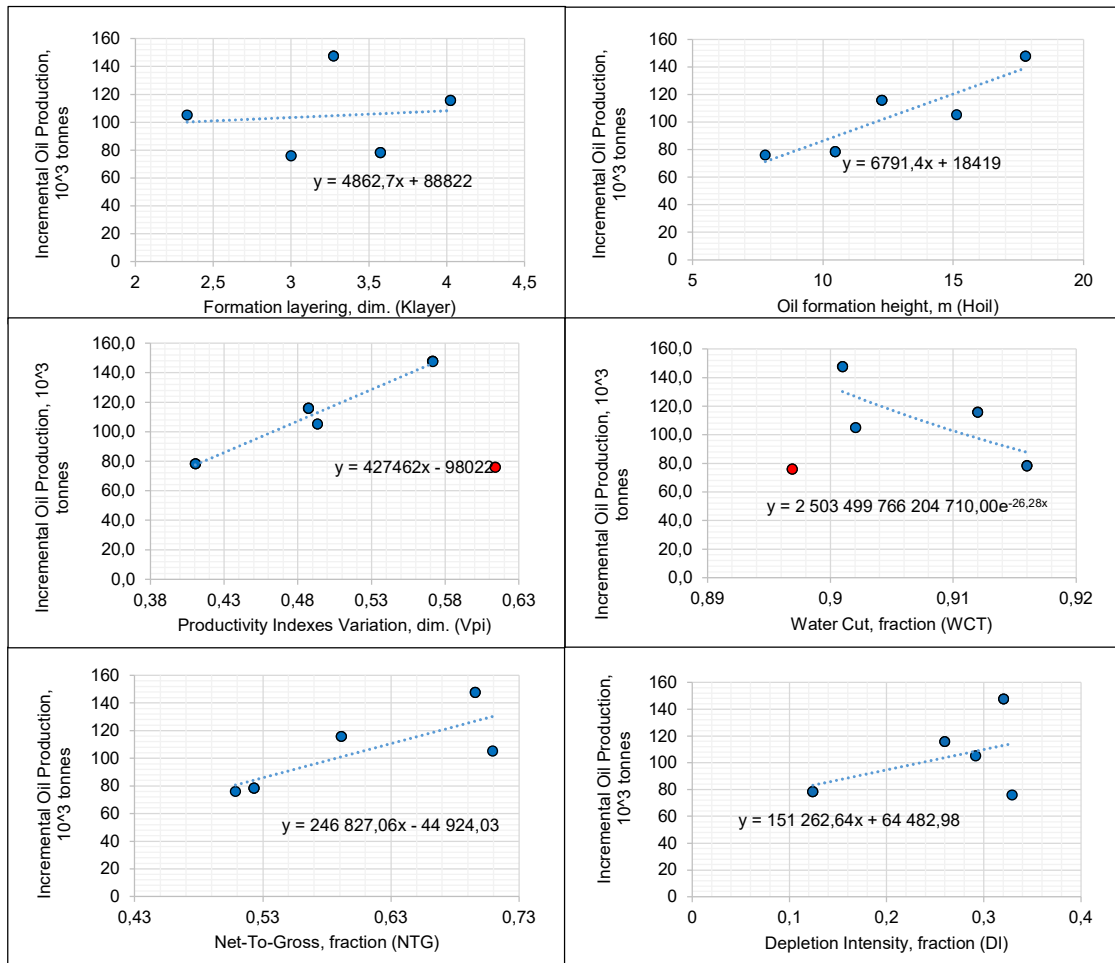 Incremental Oil Production,
10^3 tonnes
160
140
120
100
80
60
40
20
0
y = 4862,7x + 88822
2 2,5 3 3,5 4 4,5
Formation layering, dim. (Klayer)
Incremental Oil Production,
10^3 tonnes
160
140
120
100
80
60
40
20
0
y = 6791,4x + 18419
5 10 15 20
Oil formation height, m (Hoil)
Incremental Oil Production, 10^3
tonnes
160,0
140,0
120,0
100,0
80,0
60,0
40,0
20,0
0,0
y = 427462x - 98022
0,38 0,43 0,48 0,53 0,58 0,63
Productivity Indexes Variation, dim. (Vpi)
Incremental Oil Production, 10^3
tonnes
160,0
140,0
120,0
100,0
80,0
60,0
40,0
20,0
0,0
y = 2 503 499 766 204 710,00e-26,28x
0,89 0,9 0,91 0,92
Water Cut, fraction (WCT)
Incremental Oil Production,
10^3 tonnes
160
140
120
100
80
60
40
20
0
y = 246 827,06x - 44 924,03
0,43 0,53 0,63 0,73
Net-To-Gross, fraction (NTG)
Incremental Oil Production,
10^3 tonnes
160
140
120
100
80
60
40
20
0
y = 151 262,64x + 64 482,98
0 0,1 0,2 0,3 0,4
Depletion Intensity, fraction (DI)